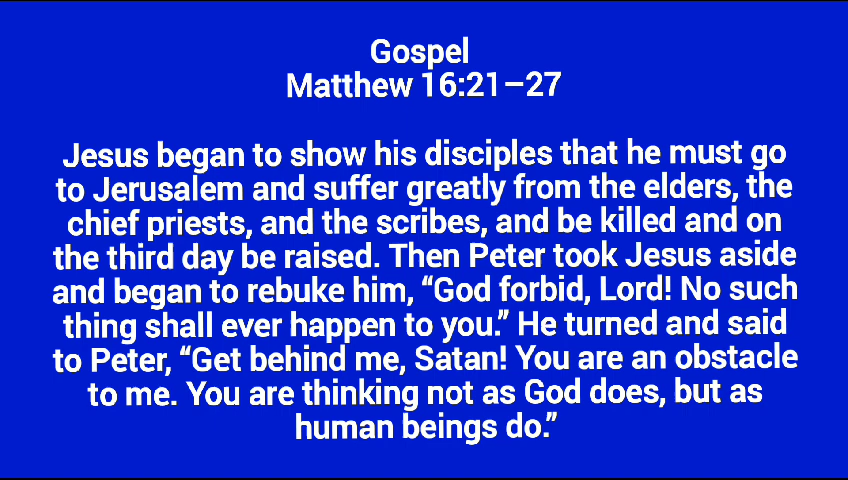 Gospel
Matthew 16:21–27
Jesus began to show his disciples that he must go
to Jerusalem and suffer greatly from the elders, the
chief priests, and the scribes, and be killed and on
the third day be raised. Then Peter took Jesus aside
and began to rebuke him, “God forbid, Lord! No such
thing shall ever happen to you.” He turned and said
to Peter, “Get behind me, Satan! You are an obstacle
to me. You are thinking not as God does, but as
human beings do.”